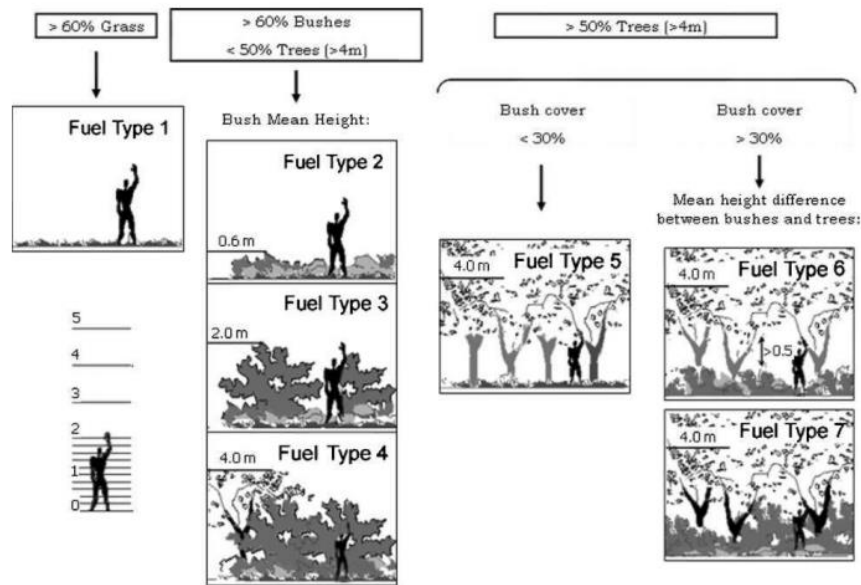 > 60% Grass
> 60% Bushes
< 50% Trees (>4m)
> 50% Trees (>4m)
Fuel Type 1
Bush Mean Height:
Fuel Type 2
0.6 m
Fuel Type 3
2.0 m
Fuel Type 4
4.0 m
5
4
3
2
1
0
Bush cover
< 30%
Fuel Type 5
4.0 m
Bush cover
> 30%
Mean height difference
between bushes and trees:
Fuel Type 6
4.0 m
>0.5
Fuel Type 7
4.0 m